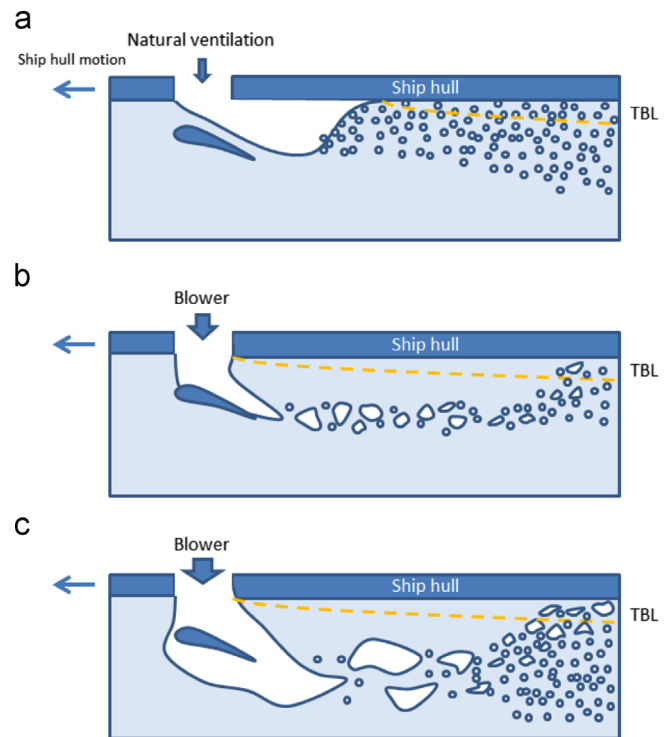 a
Natural ventilation
Ship hull motion
Ship hull
TBL
b
Blower
Ship hull
TBL
c
Blower
Ship hull
TBL